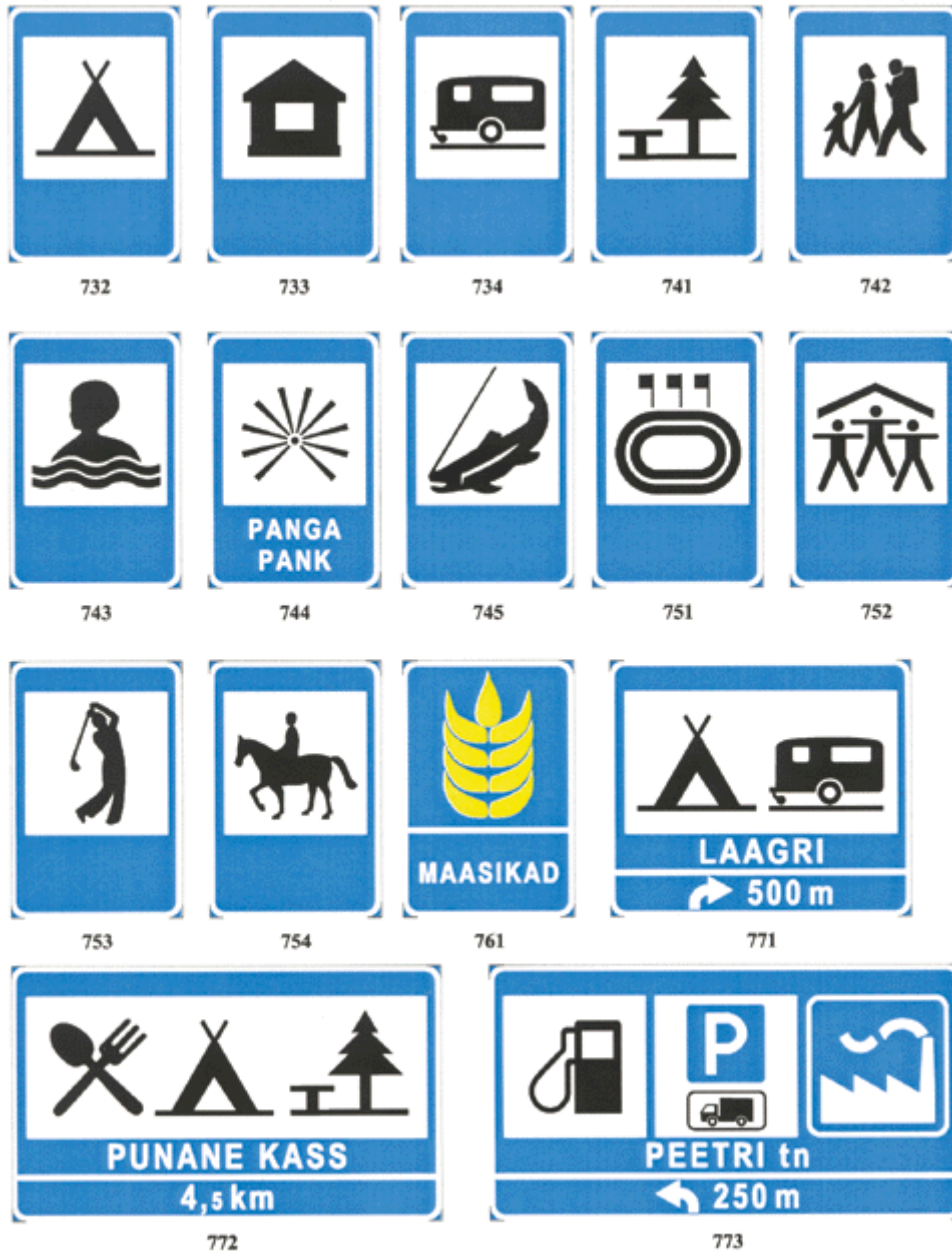 732 733 734 741 742
PANGA
PANK
743 744 745 751 752
MAASIKAD
LAAGRI
500 m
753 754 761 771
P
PUNANE KASS
PEETRI tn
4,5 km
250 m
772 773